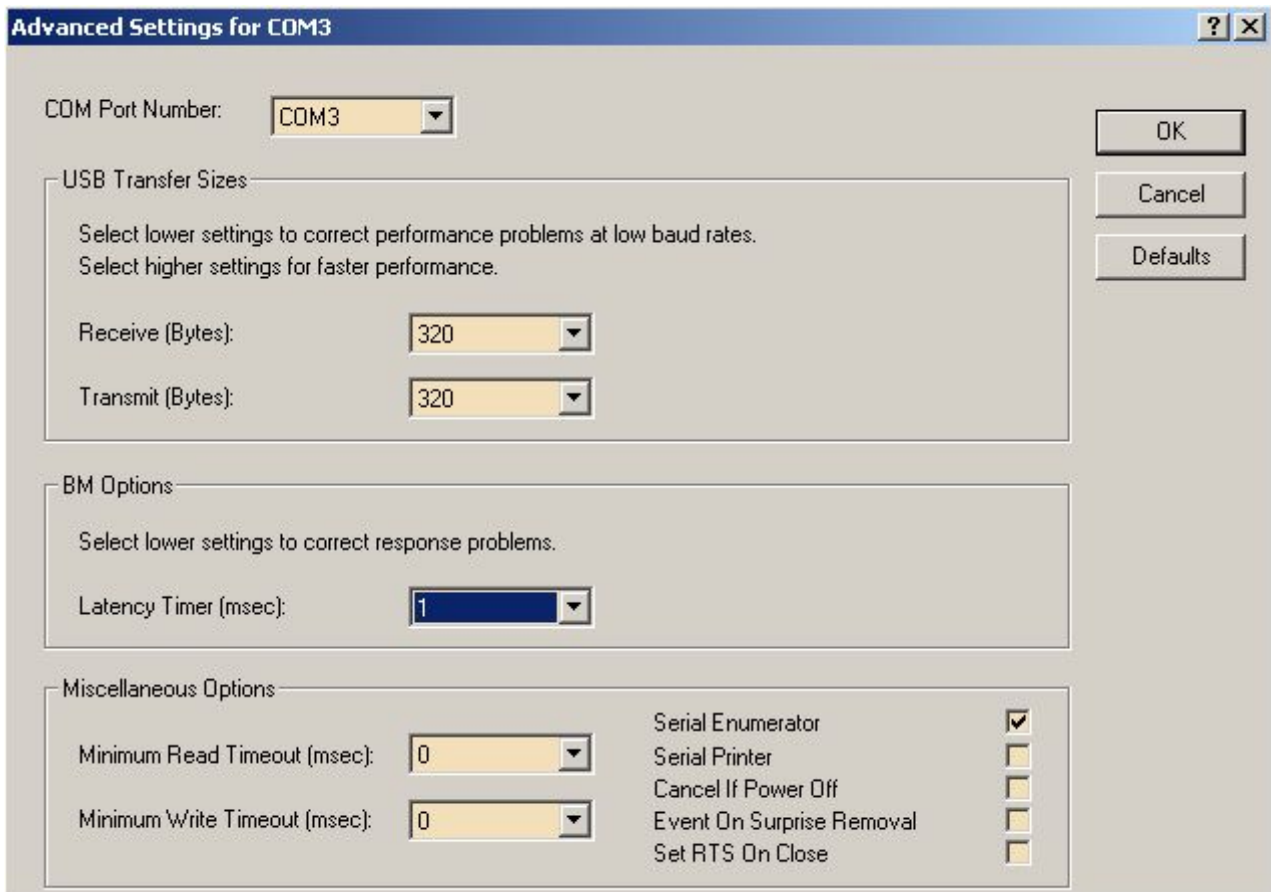 Advanced Settings for COM3
COM Port Number: COM3
OK
Cancel
Defaults
USB Transfer Sizes
Select lower settings to correct performance problems at low baud rates.
Select higher settings for faster performance.
Receive (Bytes): 320
Transmit (Bytes): 320
BM Options
Select lower settings to correct response problems.
Latency Timer (msec): 1
Miscellaneous Options
Minimum Read Timeout (msec): 0
Minimum Write Timeout (msec): 0
Serial Enumerator
Serial Printer
Cancel If Power Off
Event On Surprise Removal
Set RTS On Close